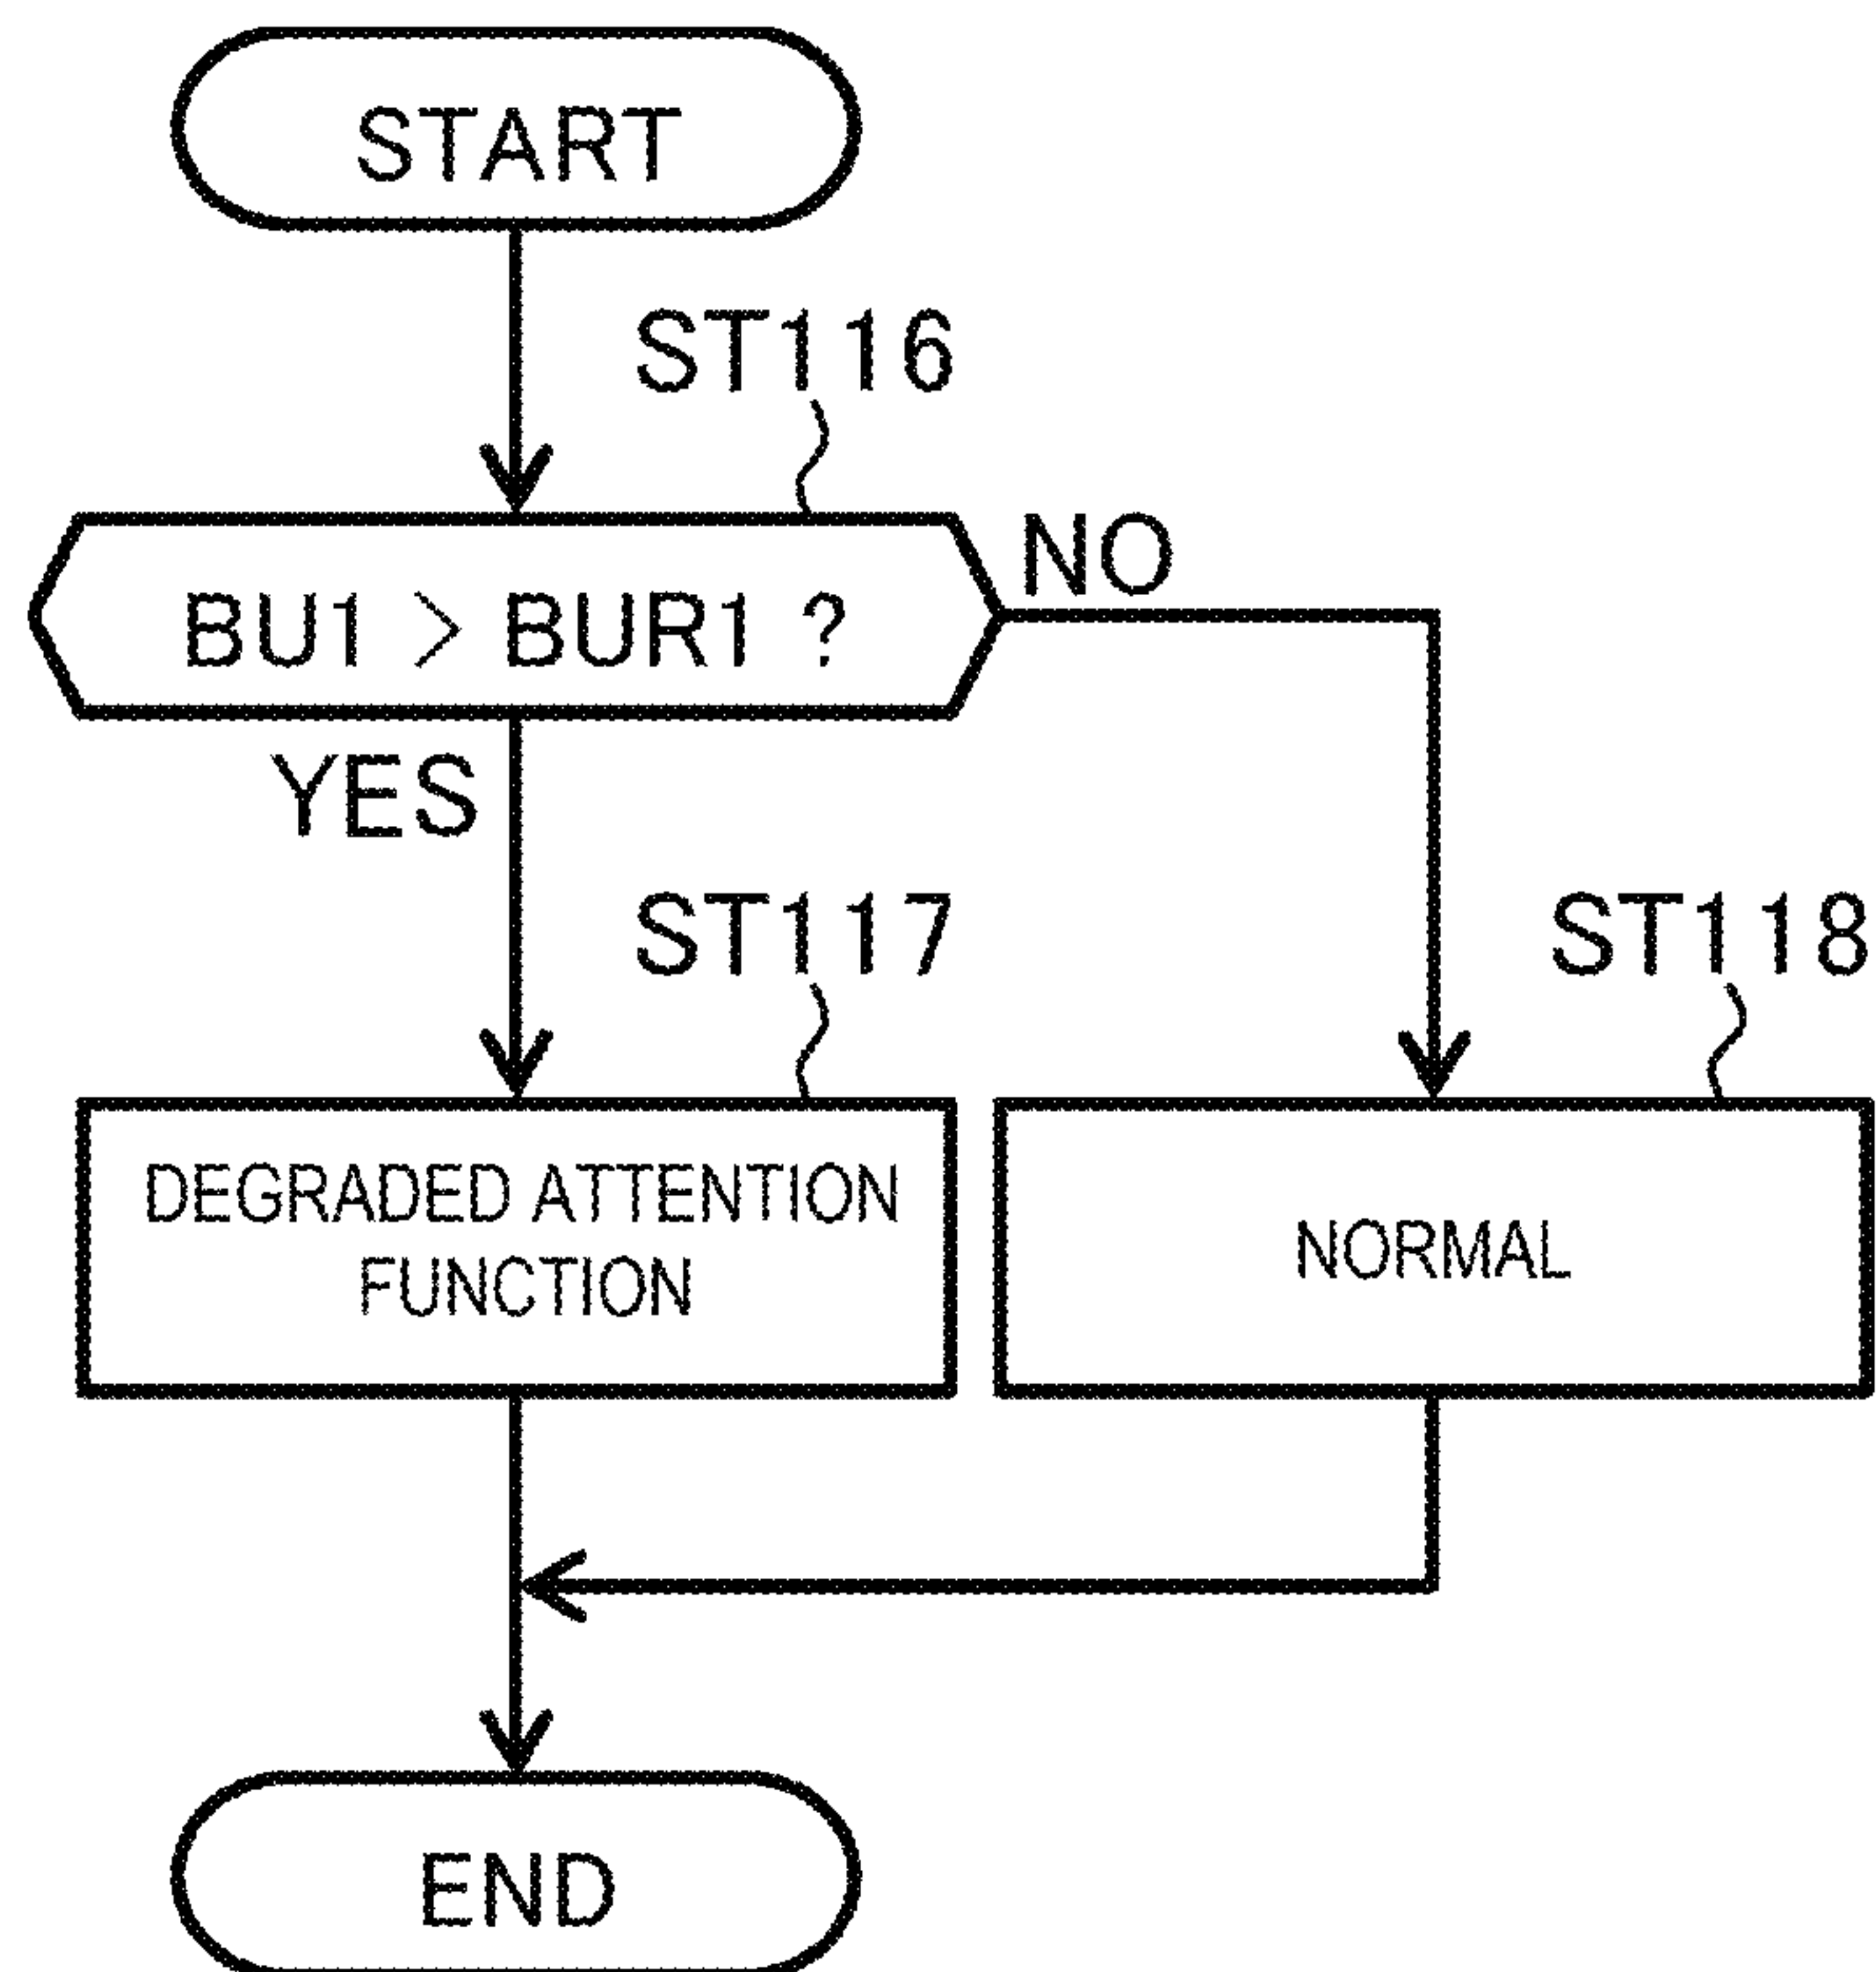 START
ST116
BU1 > BUR1 ?
NO
YES
ST117
ST118
DEGRADED ATTENTION
FUNCTION
NORMAL
END